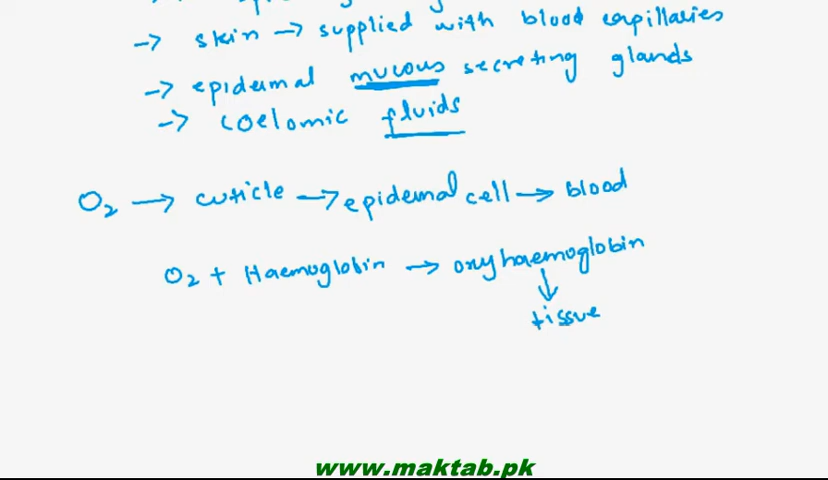 -> skin -> supplied with blood capillaries
-> epidermal mucous secreting glands
-> coelomic fluids
O2 -> cuticle -> epidemal cell -> blood
O2 + Haemoglobin -> oxyhaemoglobin
↓
tissue
www.maktab.pk